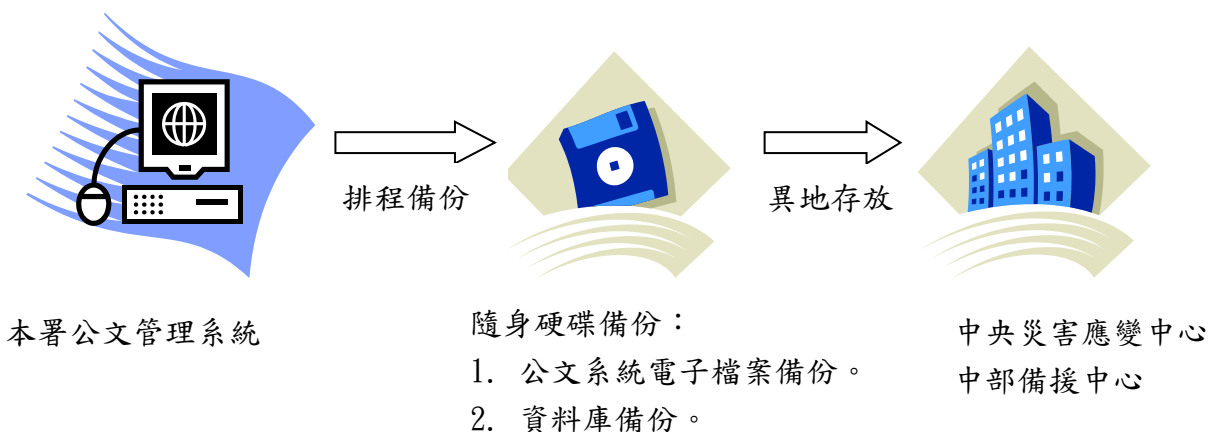 排程備份
異地存放
本署公文管理系統
隨身硬碟備份：
1. 公文系統電子檔案備份。
2. 資料庫備份。
中央災害應變中心
中部備援中心